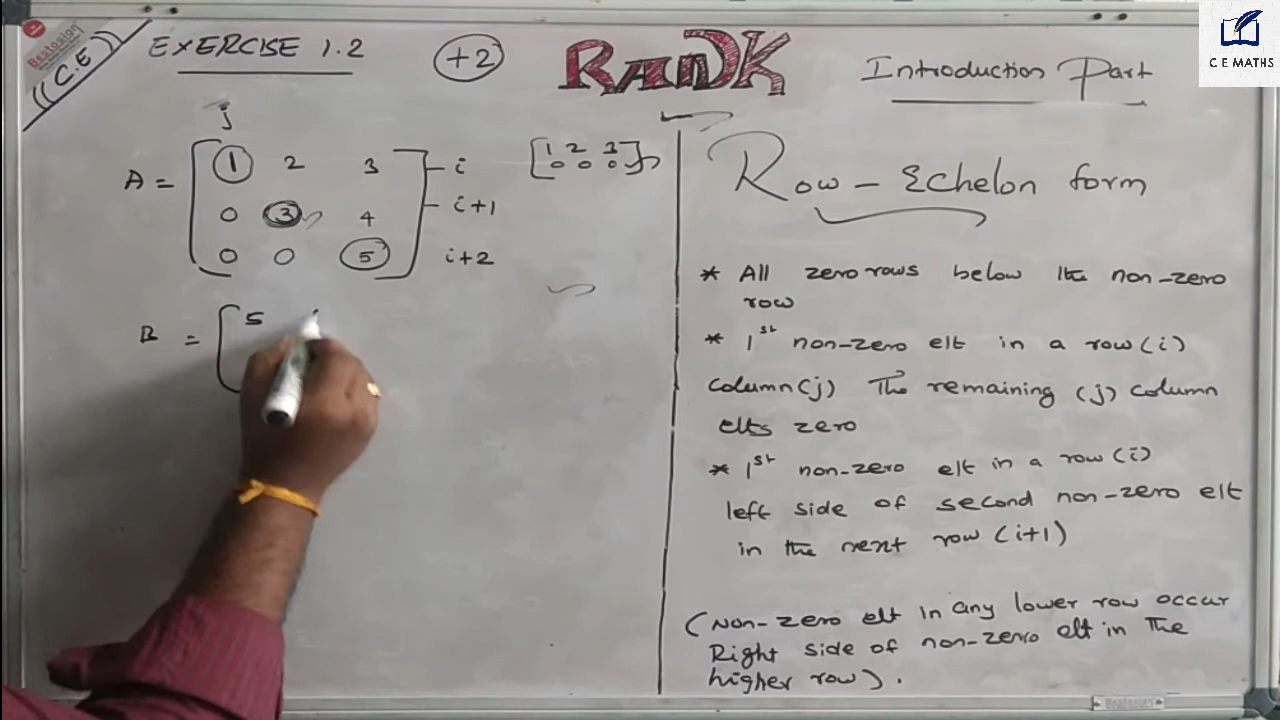 Bestosign
(C.E)
EXERCISE 1.2
+2
RANK
Introduction Part
C E MATHS
j
A = [ 1 2 3 ] - i
0 3 4 - i+1
0 0 5 i+2
[ 1 2 3
0 0 0 ]
B = [ 5
Row - Echelon form
* All zero rows below the non-zero
row
* 1st non-zero elt in a row (i)
column (j) The remaining (j) column
elts zero
* 1st non-zero elt in a row (i)
left side of second non-zero elt
in the next row (i+1)
(Non-zero elt in any lower row occur
Right side of non-zero elt in the
higher row).